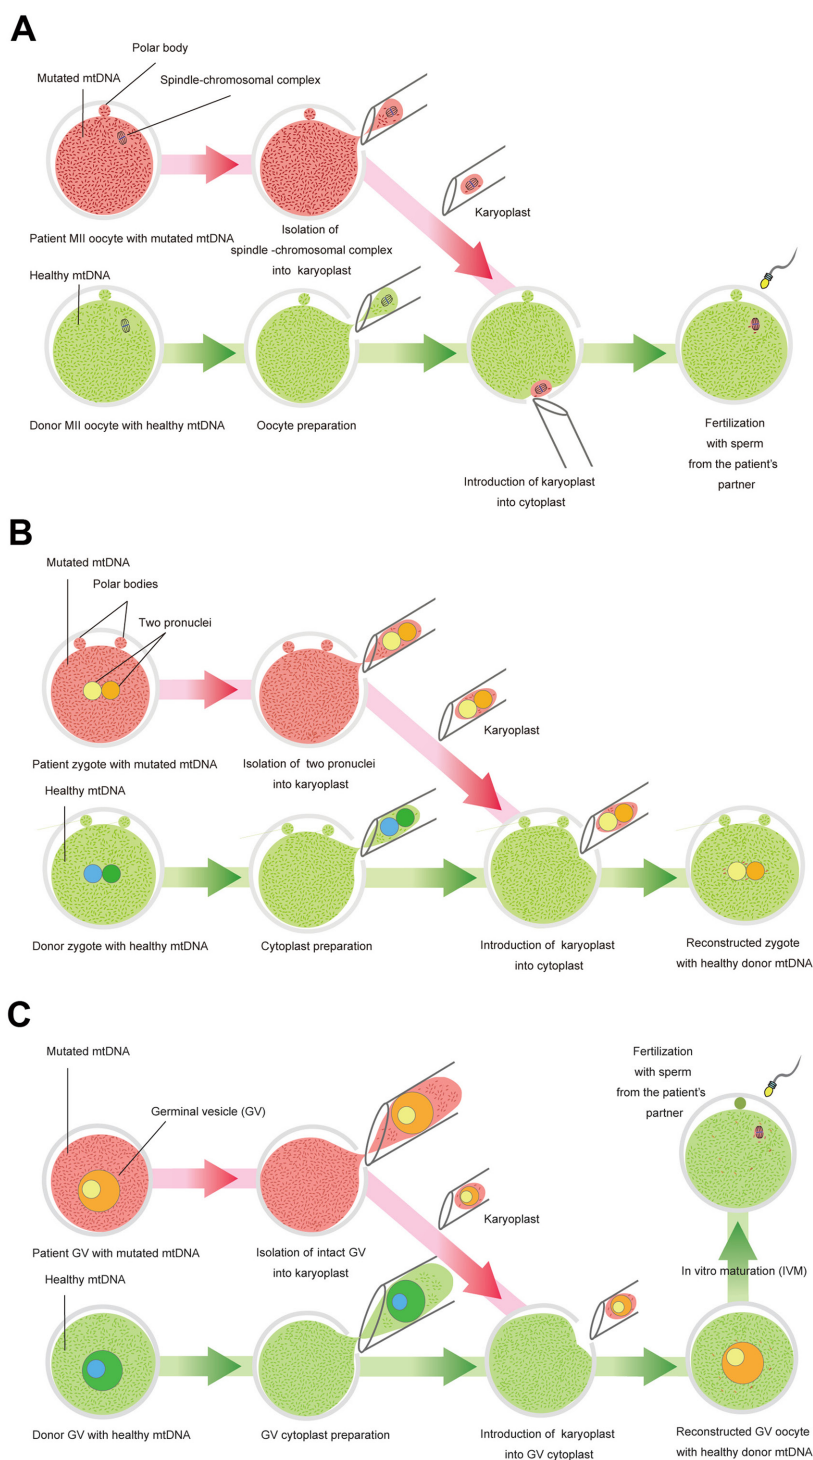 A
Polar body
Mutated mtDNA
Spindle-chromosomal complex
Karyoplast
Patient MII oocyte with mutated mtDNA
Isolation of
spindle -chromosomal complex
into karyoplast
Healthy mtDNA
Donor MII oocyte with healthy mtDNA
Oocyte preparation
Introduction of karyoplast
into cytoplast
Fertilization
with sperm
from the patient's
partner
B
Mutated mtDNA
Polar bodies
Two pronuclei
Karyoplast
Patient zygote with mutated mtDNA
Isolation of two pronuclei
into karyoplast
Healthy mtDNA
Donor zygote with healthy mtDNA
Cytoplast preparation
Introduction of karyoplast
into cytoplast
Reconstructed zygote
with healthy donor mtDNA
C
Mutated mtDNA
Germinal vesicle (GV)
Fertilization
with sperm
from the patient's
partner
Karyoplast
Patient GV with mutated mtDNA
Isolation of intact GV
into karyoplast
In vitro maturation (IVM)
Healthy mtDNA
Donor GV with healthy mtDNA
GV cytoplast preparation
Introduction of karyoplast
into GV cytoplast
Reconstructed GV oocyte
with healthy donor mtDNA